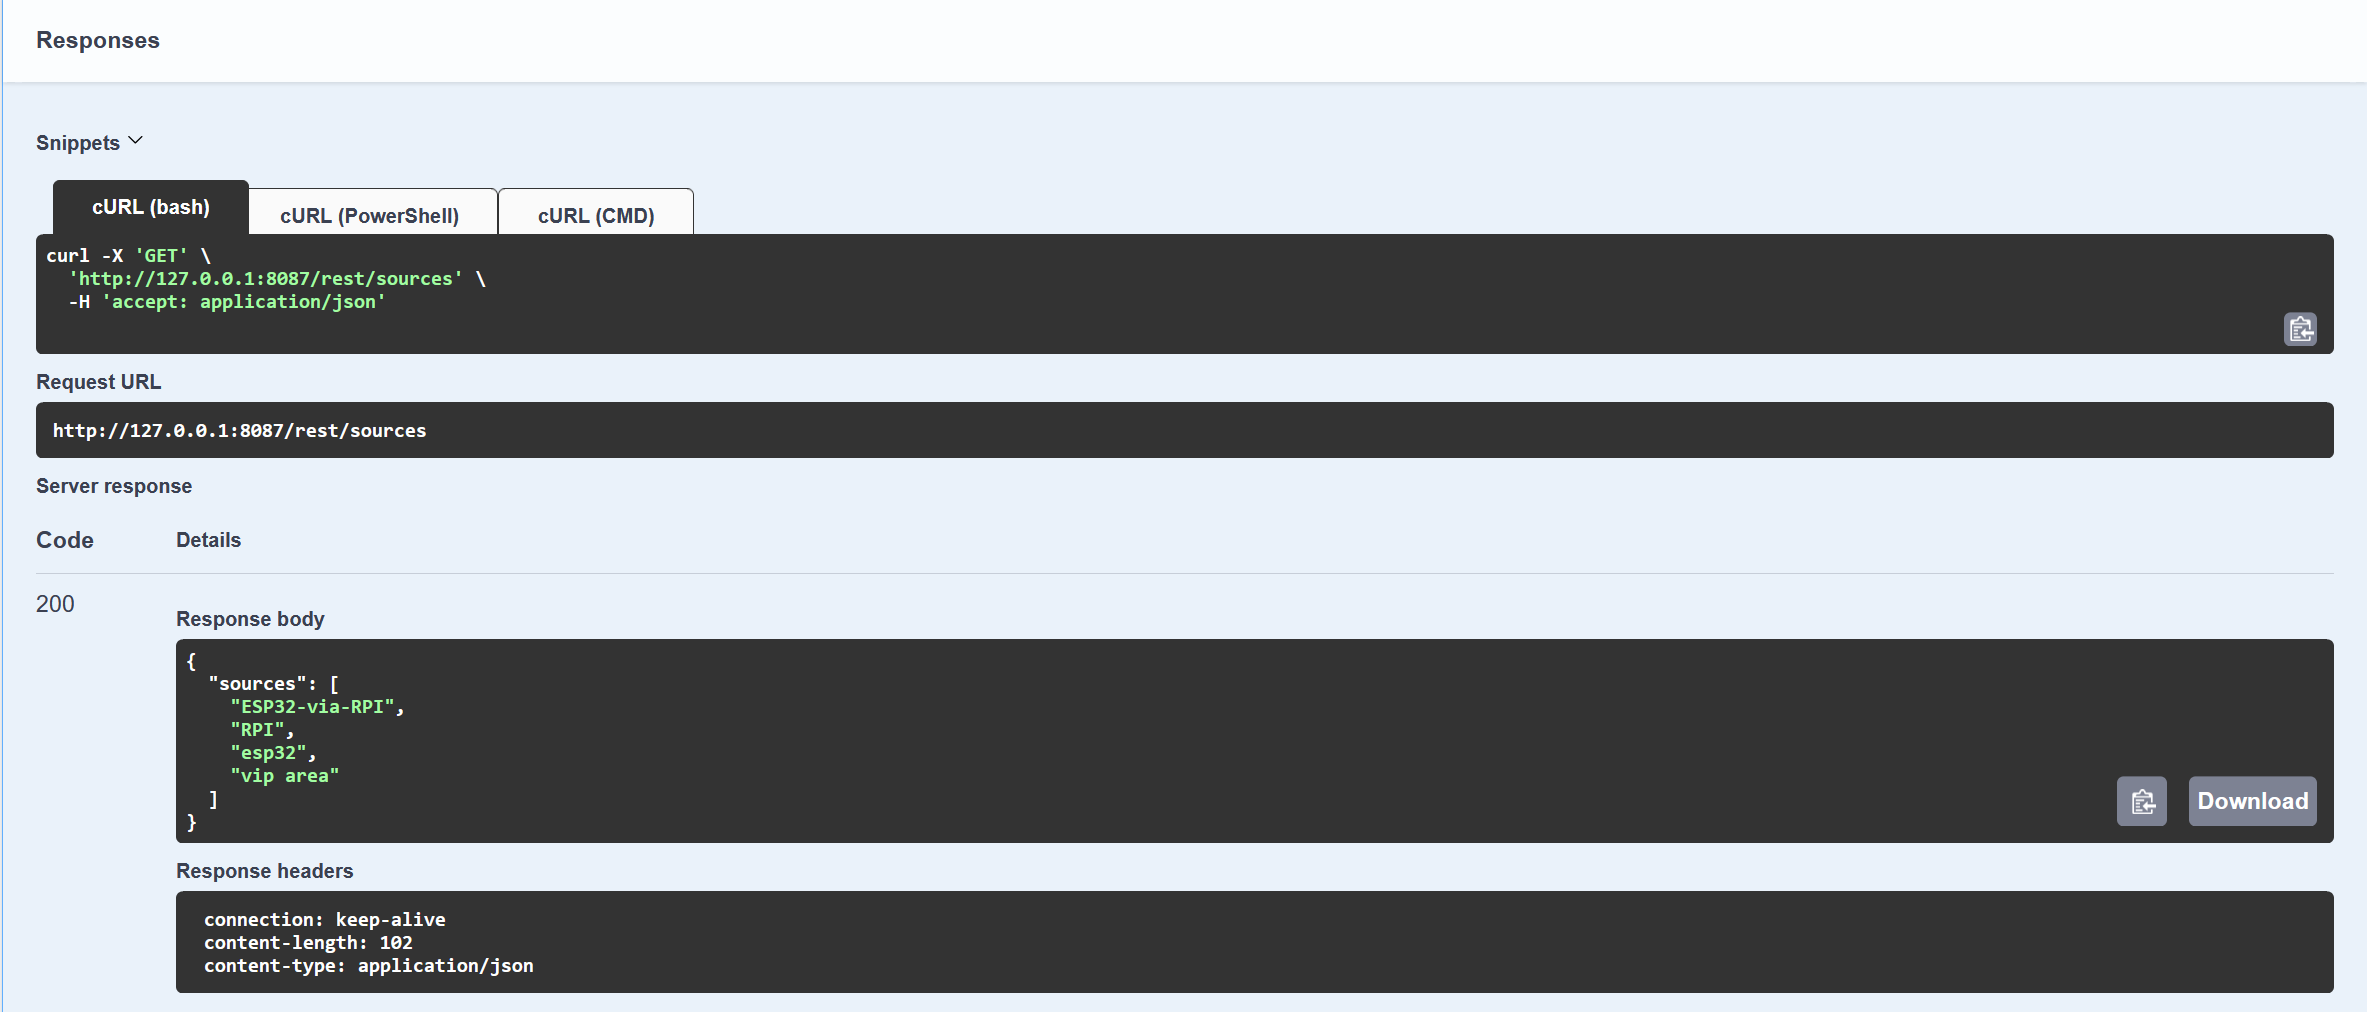 Responses
Snippets
cURL (bash)
cURL (PowerShell)
cURL (CMD)
curl -X 'GET' \
  'http://127.0.0.1:8087/rest/sources' \
  -H 'accept: application/json'
Request URL
http://127.0.0.1:8087/rest/sources
Server response
Code
Details
200
Response body
{
  "sources": [
    "ESP32-via-RPI",
    "RPI",
    "esp32",
    "vip area"
  ]
}
Download
Response headers
connection: keep-alive
content-length: 102
content-type: application/json